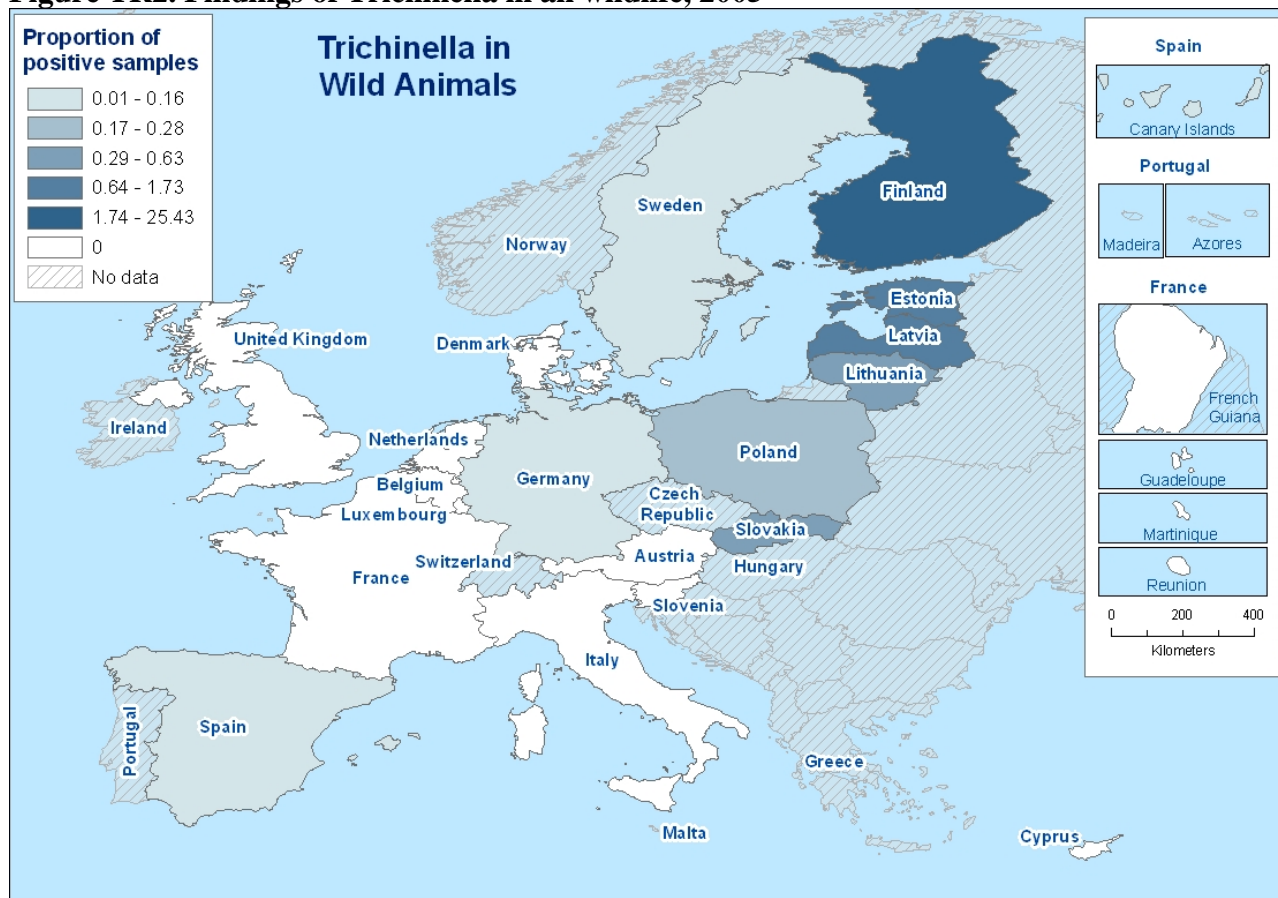 Proportion of
positive samples
0.01 - 0.16
0.17 - 0.28
0.29 - 0.63
0.64 - 1.73
1.74 - 25.43
0
No data
Trichinella in
Wild Animals
Spain
Canary Islands
Portugal
Madeira
Azores
France
French
Guiana
Guadeloupe
Martinique
Reunion
0 200 400
Kilometers
Finland
Sweden
Norway
Estonia
Latvia
Lithuania
United Kingdom
Denmark
Ireland
Netherlands
Poland
Belgium
Germany
Czech
Republic
Luxembourg
Slovakia
Switzerland
Austria
Hungary
France
Slovenia
Italy
Portugal
Spain
Greece
Malta
Cyprus